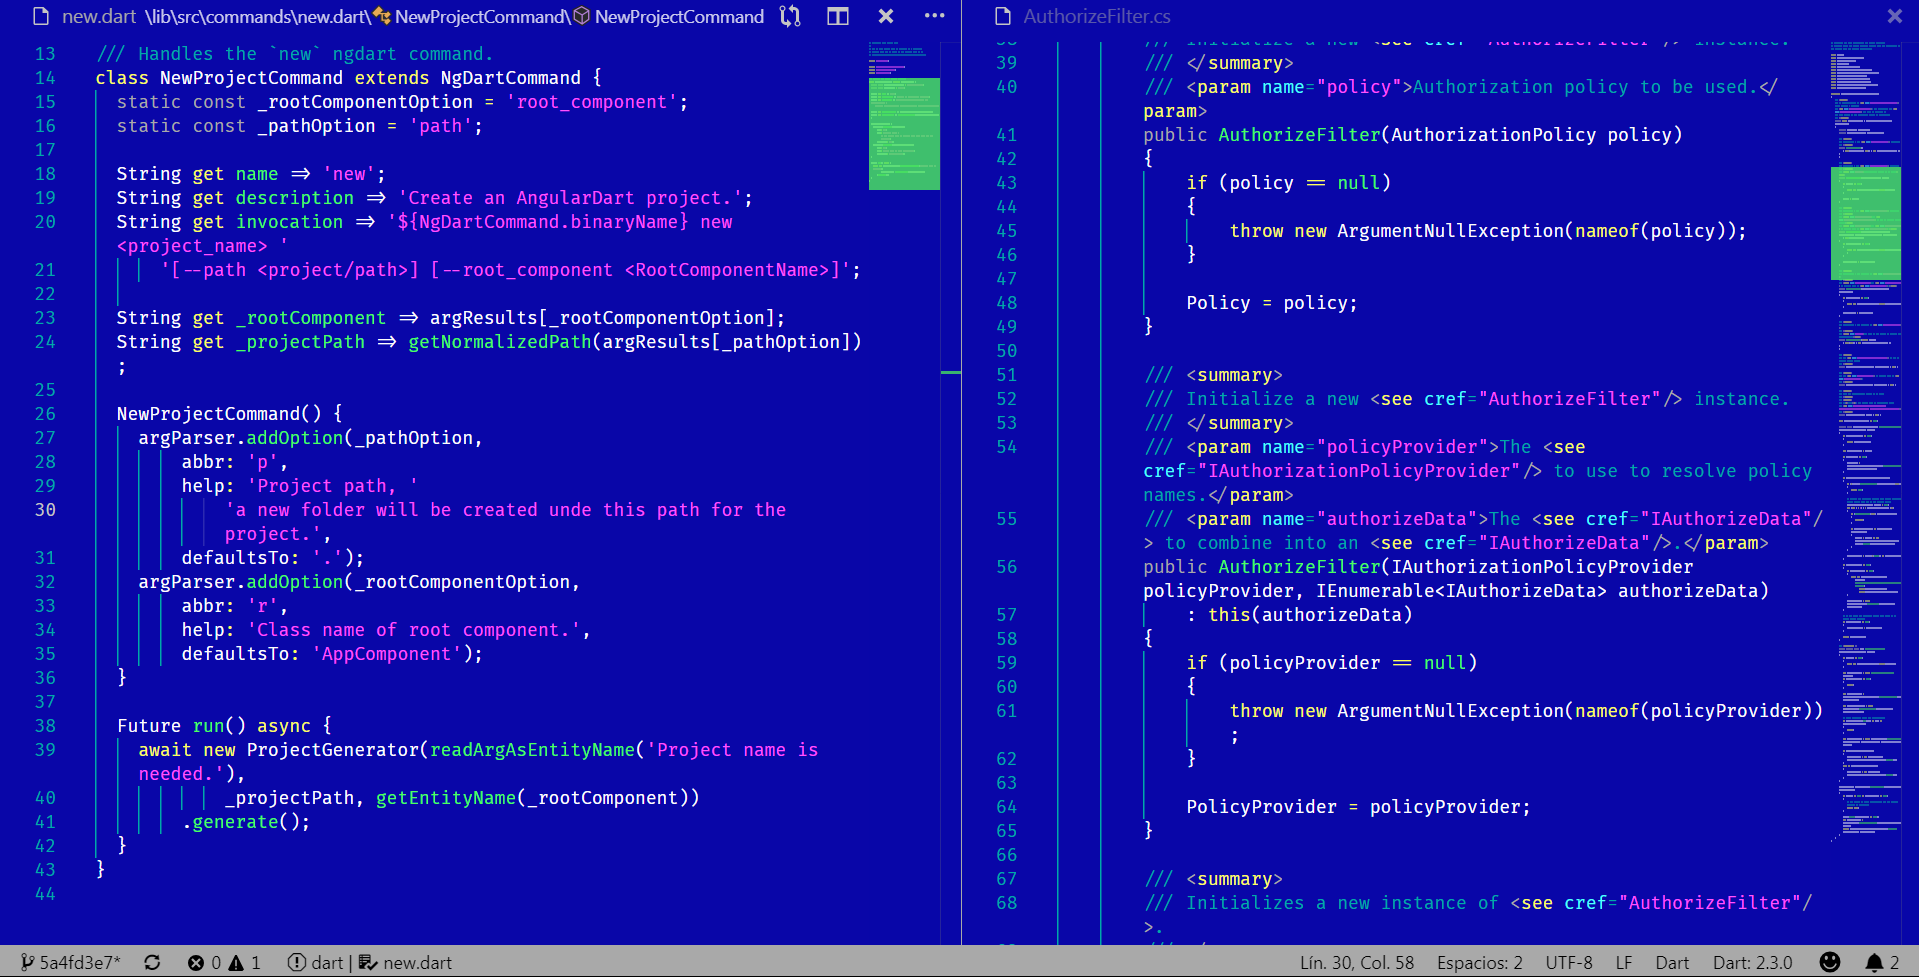 new.dart \lib\src\commands\new.dart\NewProjectCommand\NewProjectCommand
13 /// Handles the `new` ngdart command.
14 class NewProjectCommand extends NgDartCommand {
15 static const _rootComponentOption = 'root_component';
16 static const _pathOption = 'path';
17
18 String get name => 'new';
19 String get description => 'Create an AngularDart project.';
20 String get invocation => '${NgDartCommand.binaryName} new
<project_name> '
21 '[--path <project/path>] [--root_component <RootComponentName>]';
22
23 String get _rootComponent => argResults[_rootComponentOption];
24 String get _projectPath => getNormalizedPath(argResults[_pathOption])
;
25
26 NewProjectCommand() {
27 argParser.addOption(_pathOption,
28 abbr: 'p',
29 help: 'Project path, '
30 'a new folder will be created unde this path for the
project.',
31 defaultsTo: '.');
32 argParser.addOption(_rootComponentOption,
33 abbr: 'r',
34 help: 'Class name of root component.',
35 defaultsTo: 'AppComponent');
36 }
37
38 Future run() async {
39 await new ProjectGenerator(readArgAsEntityName('Project name is
needed.'),
40 _projectPath, getEntityName(_rootComponent))
41 .generate();
42 }
43 }
44
AuthorizeFilter.cs
38 /// Initialize a new <see cref="AuthorizeFilter"/> instance.
39 /// </summary>
40 /// <param name="policy">Authorization policy to be used.</
param>
41 public AuthorizeFilter(AuthorizationPolicy policy)
42 {
43 if (policy == null)
44 {
45 throw new ArgumentNullException(nameof(policy));
46 }
47
48 Policy = policy;
49 }
50
51 /// <summary>
52 /// Initialize a new <see cref="AuthorizeFilter"/> instance.
53 /// </summary>
54 /// <param name="policyProvider">The <see
cref="IAuthorizationPolicyProvider"/> to use to resolve policy
names.</param>
55 /// <param name="authorizeData">The <see cref="IAuthorizeData"/
> to combine into an <see cref="IAuthorizeData"/>.</param>
56 public AuthorizeFilter(IAuthorizationPolicyProvider
policyProvider, IEnumerable<IAuthorizeData> authorizeData)
57 : this(authorizeData)
58 {
59 if (policyProvider == null)
60 {
61 throw new ArgumentNullException(nameof(policyProvider))
;
62 }
63
64 PolicyProvider = policyProvider;
65 }
66
67 /// <summary>
68 /// Initializes a new instance of <see cref="AuthorizeFilter"/
>.
5a4fd3e7* 0 1 dart | new.dart Lín. 30, Col. 58 Espacios: 2 UTF-8 LF Dart Dart: 2.3.0 2